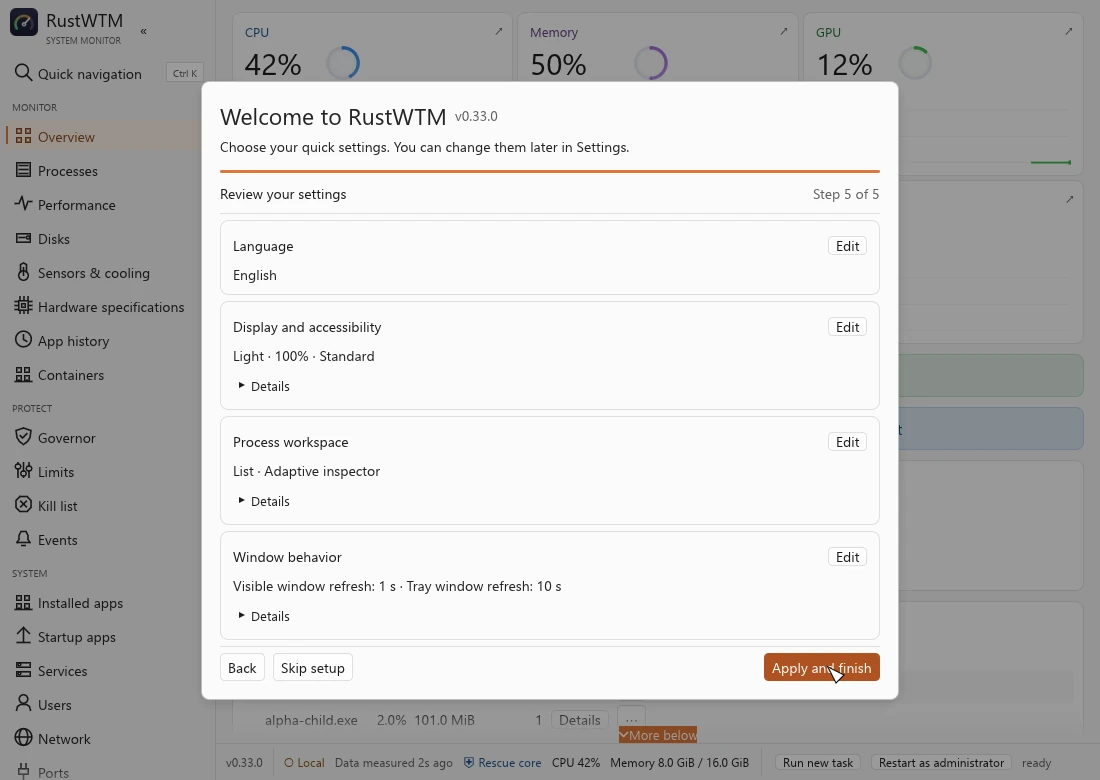 RustWTM
SYSTEM MONITOR
«
Quick navigation Ctrl K
MONITOR
Overview
Processes
Performance
Disks
Sensors & cooling
Hardware specifications
App history
Containers
PROTECT
Governor
Limits
Kill list
Events
SYSTEM
Installed apps
Startup apps
Services
Users
Network
Ports
CPU
42%
Memory
50%
GPU
12%
Welcome to RustWTM v0.33.0
Choose your quick settings. You can change them later in Settings.
Review your settings Step 5 of 5
Language Edit
English
Display and accessibility Edit
Light · 100% · Standard
Details
Process workspace Edit
List · Adaptive inspector
Details
Window behavior Edit
Visible window refresh: 1 s · Tray window refresh: 10 s
Details
Back Skip setup Apply and finish
alpha-child.exe 2.0% 101.0 MiB 1 Details ...
More below
v0.33.0 Local Data measured 2s ago Rescue core CPU 42% Memory 8.0 GiB / 16.0 GiB Run new task Restart as administrator ready